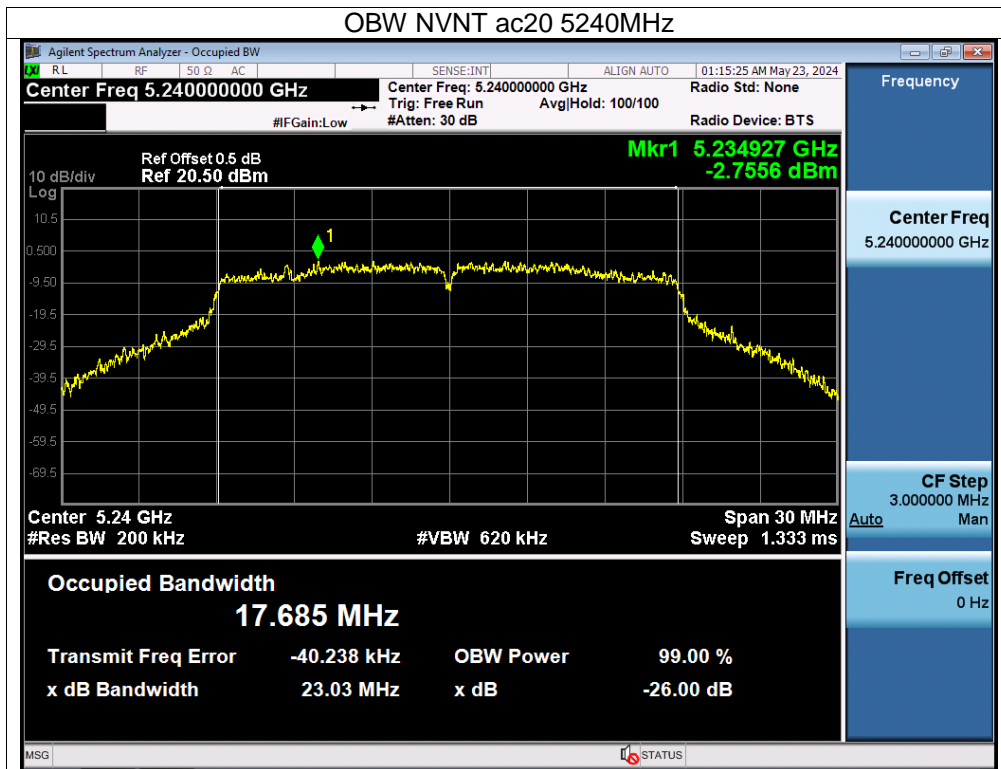 OBW NVNT ac20 5240MHz
Agilent Spectrum Analyzer - Occupied BW
LXI RL RF 50 Ω AC SENSE:INT ALIGN AUTO 01:15:25 AM May 23, 2024
Center Freq 5.240000000 GHz
Center Freq: 5.240000000 GHz
Radio Std: None
Trig: Free Run Avg|Hold: 100/100
#IFGain:Low #Atten: 30 dB Radio Device: BTS
Mkr1 5.234927 GHz
-2.7556 dBm
Ref Offset 0.5 dB
10 dB/div Ref 20.50 dBm
Log
10.5
0.500
-9.50
-19.5
-29.5
-39.5
-49.5
-59.5
-69.5
1
Center 5.24 GHz Span 30 MHz
#Res BW 200 kHz #VBW 620 kHz Sweep 1.333 ms
Occupied Bandwidth
17.685 MHz
Transmit Freq Error -40.238 kHz OBW Power 99.00 %
x dB Bandwidth 23.03 MHz x dB -26.00 dB
Frequency
Center Freq
5.240000000 GHz
CF Step
3.000000 MHz
Auto Man
Freq Offset
0 Hz
MSG STATUS